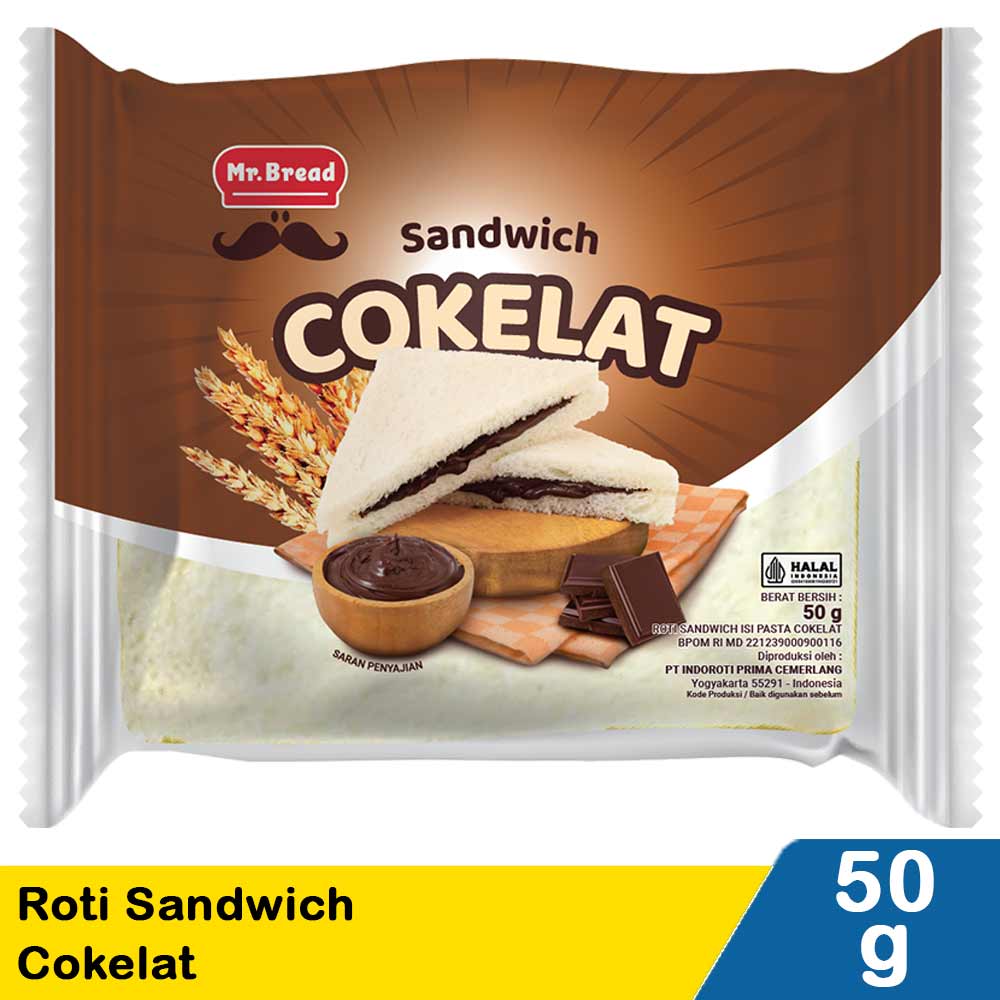 Mr. Bread
Sandwich
COKELAT
HALAL
INDONESIA
BERAT BERSIH :
50 g
ROTI SANDWICH ISI PASTA COKELAT
BPOM RI MD 221239000900116
Diproduksi oleh :
PT INDOROTI PRIMA CEMERLANG
Yogyakarta 55291 - Indonesia
Kode Produksi / Baik digunakan sebelum
SARAN PENYAJIAN
Roti Sandwich
Cokelat
50
g